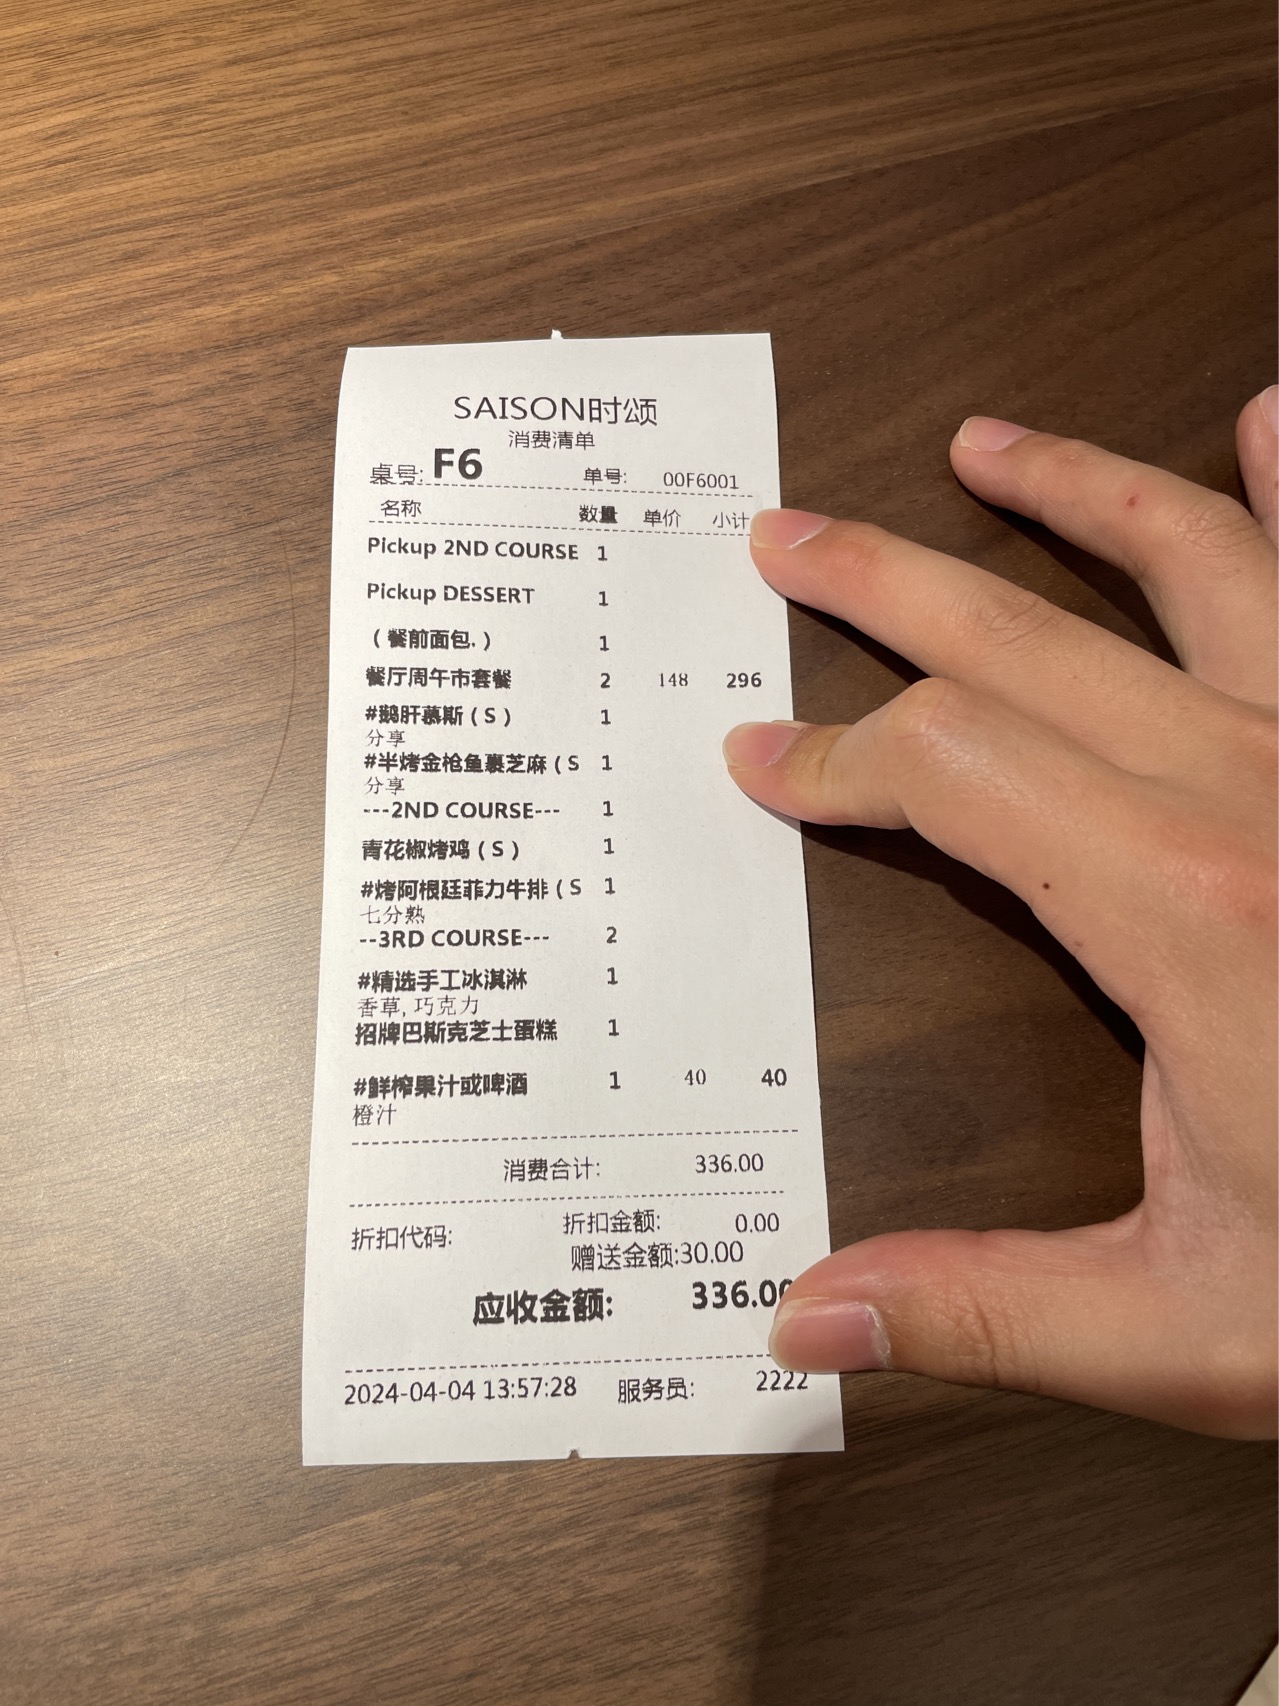 SAISON时颂
消费清单
桌号: F6 单号: 00F6001
名称 数量 单价 小计
Pickup 2ND COURSE 1
Pickup DESSERT 1
（餐前面包.） 1
餐厅周午市套餐 2 148 296
#鹅肝慕斯（S） 1
分享
#半烤金枪鱼裹芝麻（S 1
分享
---2ND COURSE--- 1
青花椒烤鸡（S） 1
#烤阿根廷菲力牛排（S 1
七分熟
--3RD COURSE--- 2
#精选手工冰淇淋 1
香草, 巧克力
招牌巴斯克芝士蛋糕 1
#鲜榨果汁或啤酒 1 40 40
橙汁
消费合计: 336.00
折扣代码: 折扣金额: 0.00
赠送金额:30.00
应收金额: 336.00
2024-04-04 13:57:28 服务员: 2222